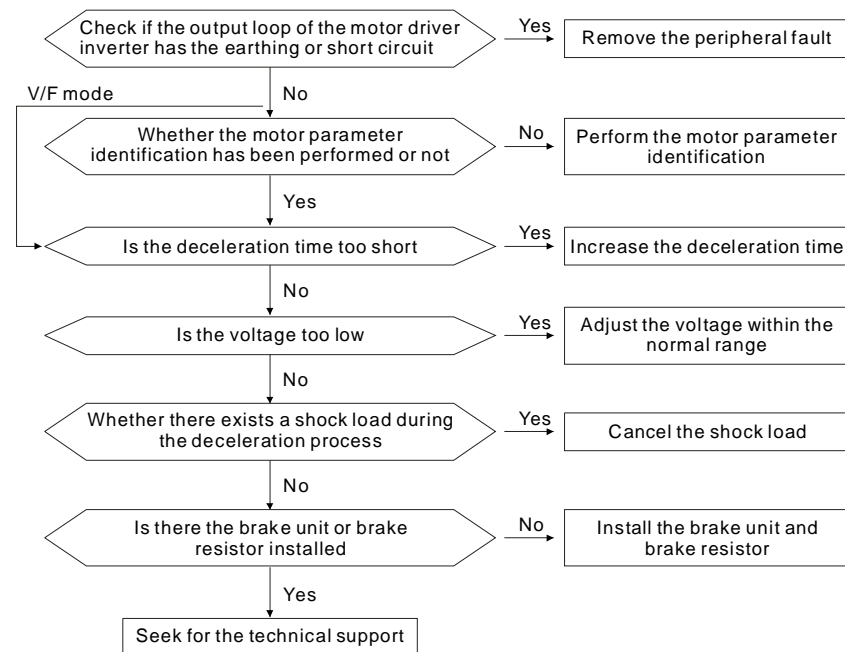 Check if the output loop of the motor driver
inverter has the earthing or short circuit
Yes
Remove the peripheral fault
V/F mode
No
Whether the motor parameter
identification has been performed or not
No
Perform the motor parameter
identification
Yes
Is the deceleration time too short
Yes
Increase the deceleration time
No
Is the voltage too low
Yes
Adjust the voltage within the
normal range
No
Whether there exists a shock load during
the deceleration process
Yes
Cancel the shock load
No
Is there the brake unit or brake
resistor installed
No
Install the brake unit and
brake resistor
Yes
Seek for the technical support